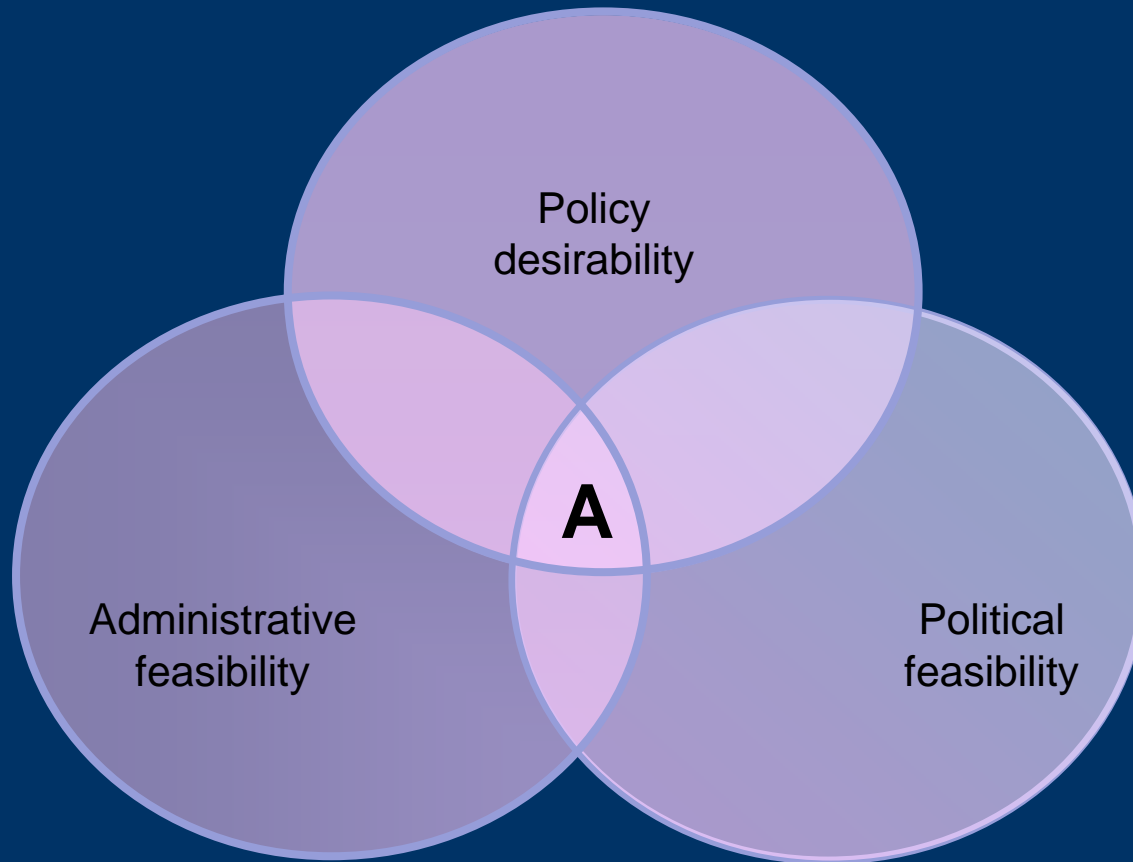 Policy
desirability
A
Administrative
feasibility
Political
feasibility